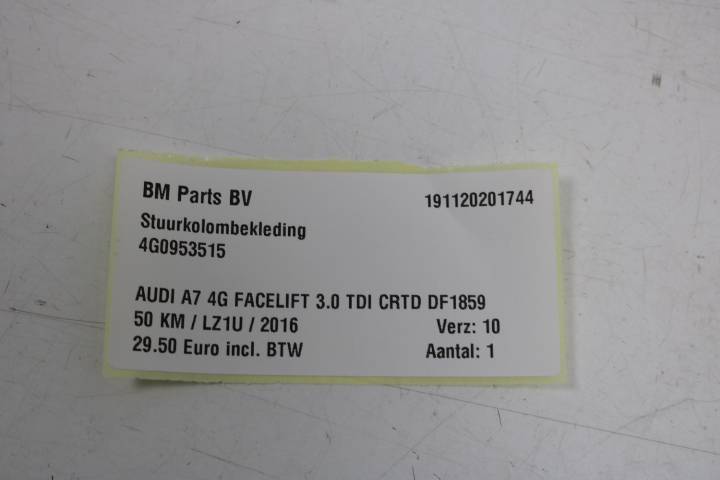 BM Parts BV 191120201744
Stuurkolombekleding
4G0953515
AUDI A7 4G FACELIFT 3.0 TDI CRTD DF1859
50 KM / LZ1U / 2016 Verz: 10
29.50 Euro incl. BTW Aantal: 1